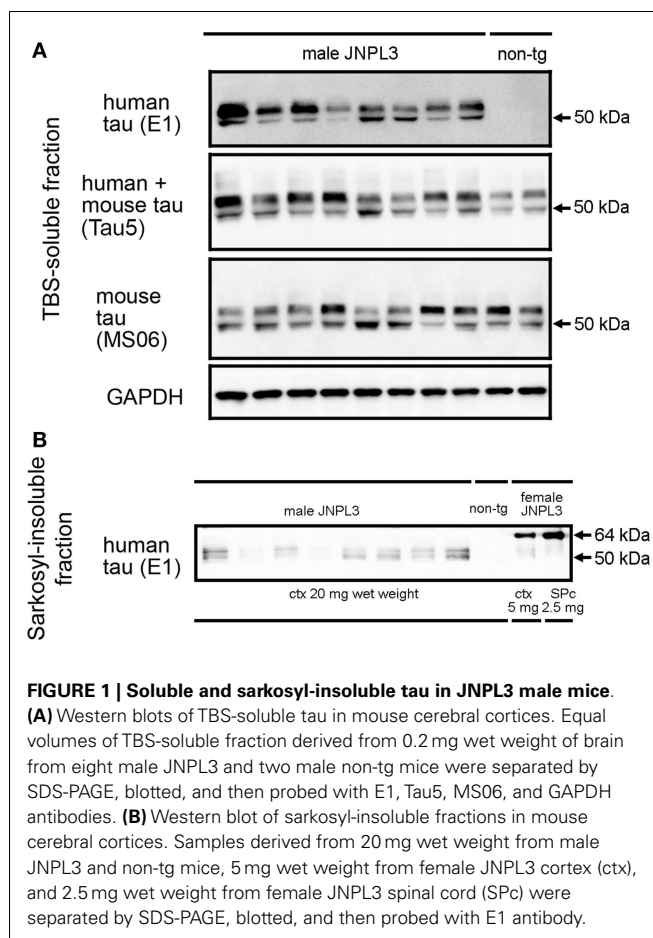 A
male JNPL3 non-tg
TBS-soluble fraction
human
tau (E1)
50 kDa
human +
mouse tau
(Tau5)
50 kDa
mouse
tau
(MS06)
50 kDa
GAPDH
B
Sarkosyl-insoluble
fraction
male JNPL3 non-tg female
JNPL3
human
tau (E1)
64 kDa
50 kDa
ctx 20 mg wet weight ctx SPc
5 mg 2.5 mg
FIGURE 1 | Soluble and sarkosyl-insoluble tau in JNPL3 male mice.
(A) Western blots of TBS-soluble tau in mouse cerebral cortices. Equal
volumes of TBS-soluble fraction derived from 0.2 mg wet weight of brain
from eight male JNPL3 and two male non-tg mice were separated by
SDS-PAGE, blotted, and then probed with E1, Tau5, MS06, and GAPDH
antibodies. (B) Western blot of sarkosyl-insoluble fractions in mouse
cerebral cortices. Samples derived from 20 mg wet weight from male
JNPL3 and non-tg mice, 5 mg wet weight from female JNPL3 cortex (ctx),
and 2.5 mg wet weight from female JNPL3 spinal cord (SPc) were
separated by SDS-PAGE, blotted, and then probed with E1 antibody.